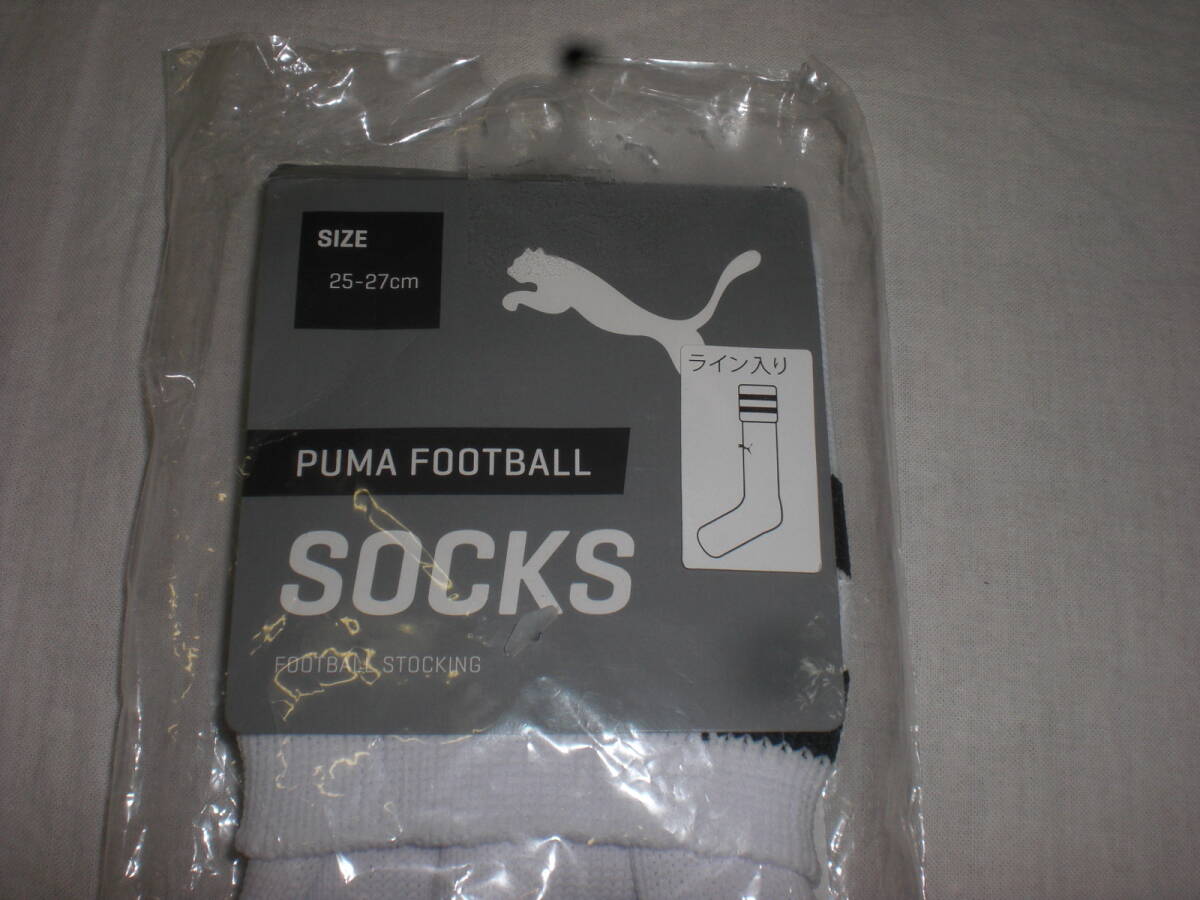 SIZE
25-27cm
ライン入り
PUMA FOOTBALL
SOCKS
FOOTBALL STOCKING